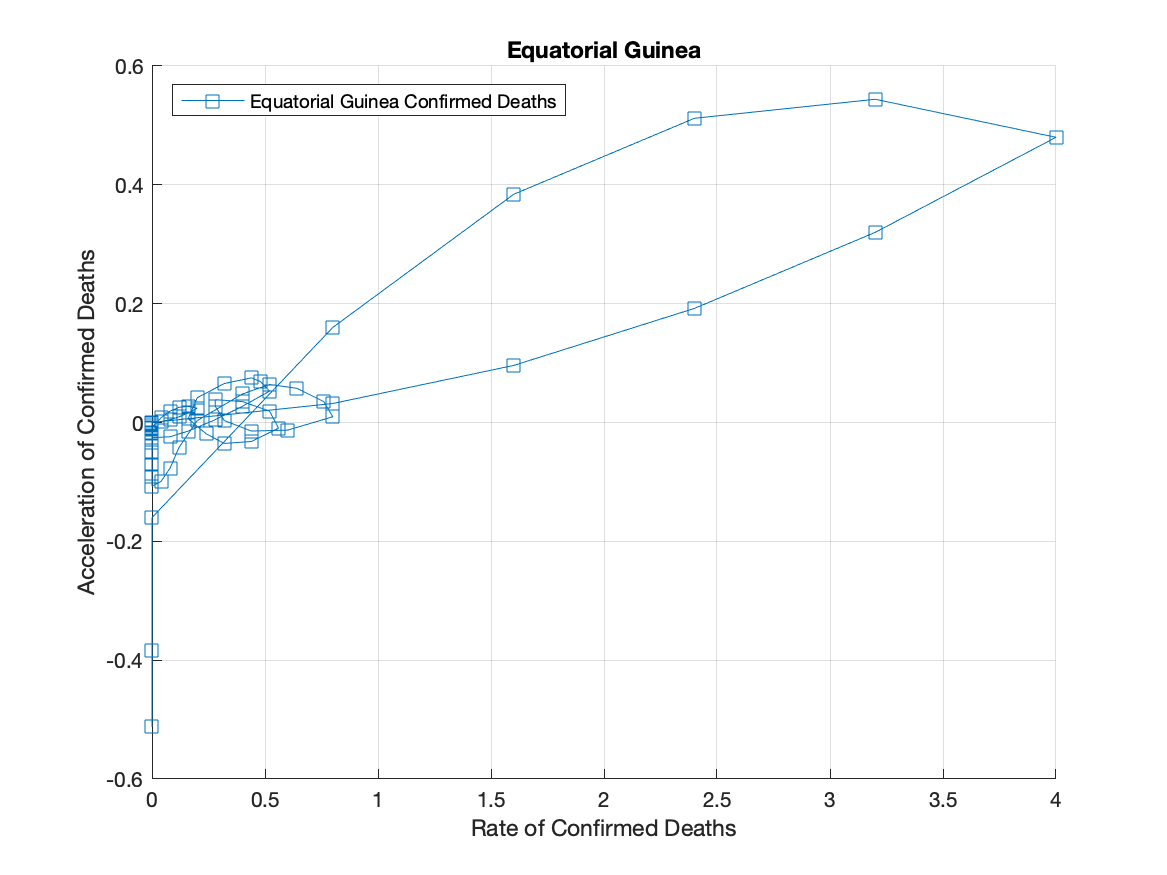 Equatorial Guinea
Equatorial Guinea Confirmed Deaths
Acceleration of Confirmed Deaths
0.6
0.4
0.2
0
-0.2
-0.4
-0.6
0 0.5 1 1.5 2 2.5 3 3.5 4
Rate of Confirmed Deaths